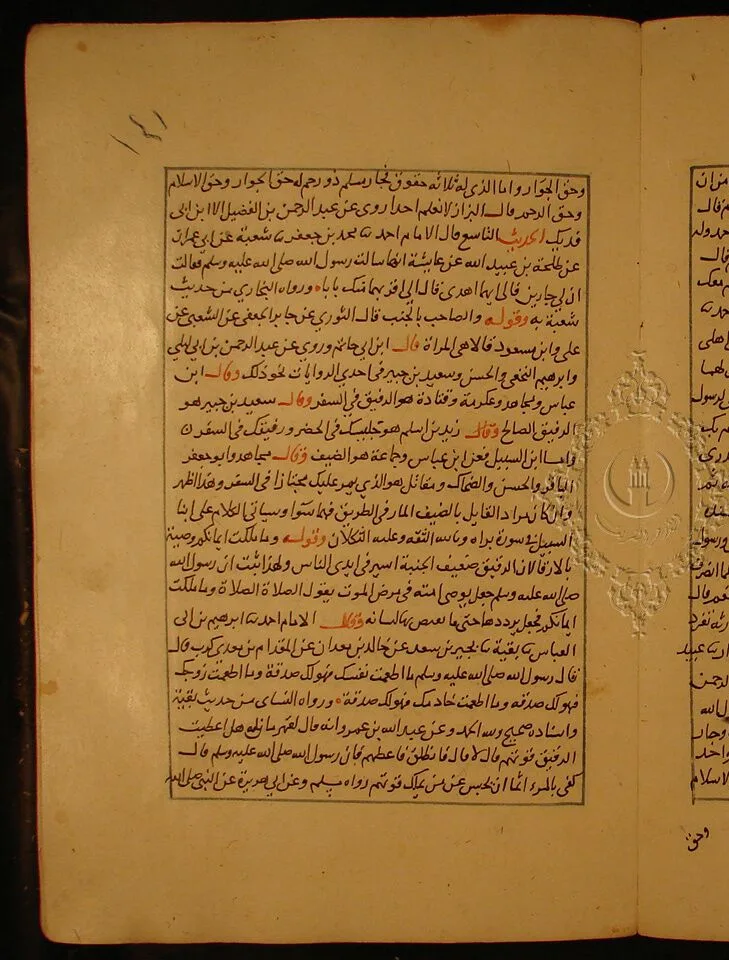 ١٤١
وحق الجوار واما الذي له ثلاثة حقوق فجار مسلم ذو رحم له حق الجوار وحق الاسلام
وحق الرحم قال البزار لا نعلم احدا روى عن عبد الرحمن بن الفضيل الا ابن ابي
فديك الحديث التاسع قال الامام احمد ثنا محمد بن جعفر ثنا شعبة عن ابي عمران
عن طلحة بن عبيد الله عن عايشة انها سالت رسول الله صلى الله عليه وسلم فقالت
ان لي جارين فالى ايهما اهدى قال الى اقربهما منك بابا ورواه البخاري من حديث
شعبة به وقوله والصاحب بالجنب قال الثوري عن جابر الجعفي عن الشعبي عن
علي وابن مسعود قالا هي المراة قال ابن ابي حاتم وروي عن عبد الرحمن بن ابي ليلى
وابرهيم النخعي والحسن وسعيد بن جبير في احدي الروايات نحو ذلك وقال ابن
عباس ومجاهد وعكرمة وقتادة هو الرفيق في السفر وقال سعيد بن جبير هو
الرفيق الصالح وقال زيد بن اسلم هو جليسك في الحضر ورفيقك في السفر
واما ابن السبيل فعن ابن عباس وجماعة هو الضيف وقال مجاهد وابو جعفر
الباقر والحسن والضحاك ومقاتل هو الذي يمر عليك مجتازا في السفر وهذا اظهر
وان كان مراد القايل بالضيف المار في الطريق فهما سوا وسياتي الكلام على ابنا
السبيل في سورة براه وبالله الثقه وعليه التكلان وقوله وما ملكت ايمانكم وصية
بالارقا لان الرقيق ضعيف الحيلة اسير في ايدي الناس ولهذا ثبت ان رسول الله
صلى الله عليه وسلم جعل يوصي امته في مرض الموت يقول الصلاة الصلاة وما ملكت
ايمانكم فجعل يرددها حتى ما يفيض بها لسانه وقال الامام احمد ثنا ابرهيم بن ابي
العباس ثنا بقية ثنا بحير بن سعد عن خالد بن معدان عن المقدام بن معدي كرب قال
قال رسول الله صلى الله عليه وسلم ما اطعمت نفسك فهو لك صدقة وما اطعمت زوجك
فهو لك صدقه وما اطعمت خادمك فهو لك صدقة ورواه النساي من حديث بقية
واسناده صحيح ولله الحمد وعن عبد الله بن عمرو انه قال لقهرمان له هل اعطيت
الرقيق قوتهم قال لا قال فانطلق فاعطهم فان رسول الله صلى الله عليه وسلم قال
كفى بالمرء اثما ان يحبس عن من يملك قوتهم رواه مسلم وعن ابي هريرة عن النبي صلى الله
وحق